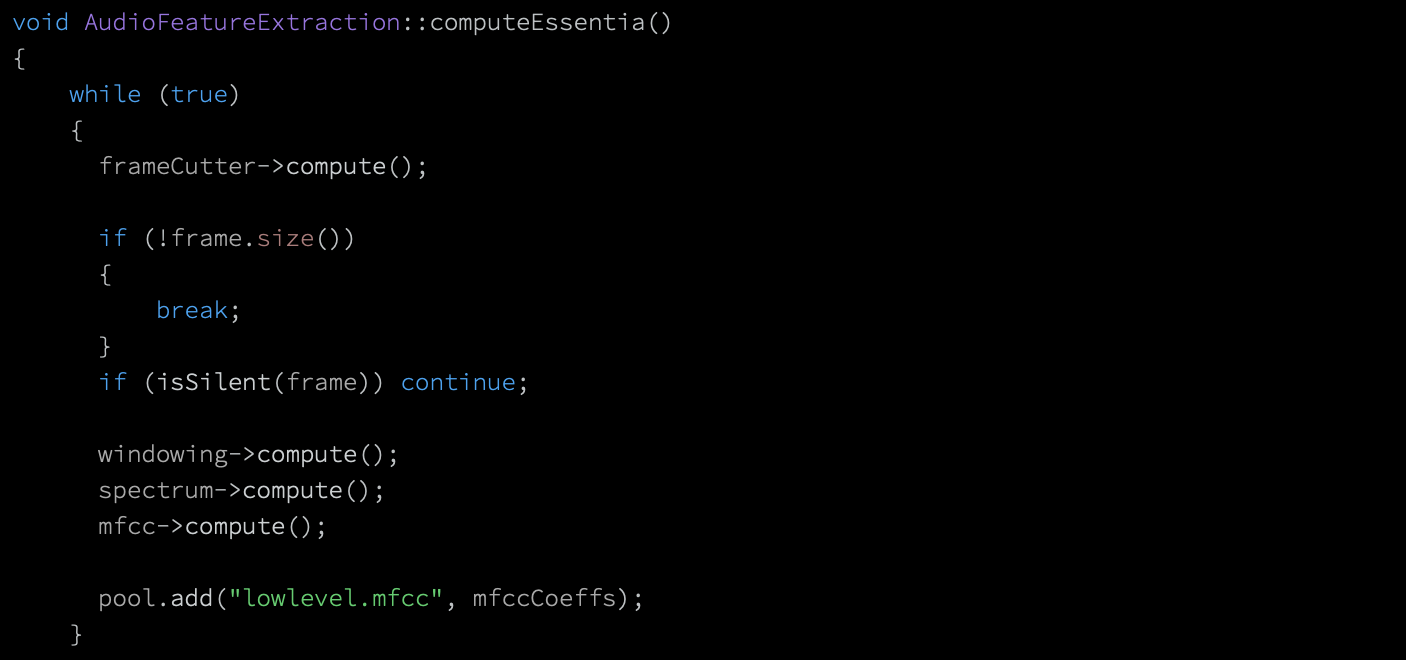 void AudioFeatureExtraction::computeEssentia()
{
    while (true)
    {
      frameCutter->compute();

      if (!frame.size())
      {
          break;
      }
      if (isSilent(frame)) continue;

      windowing->compute();
      spectrum->compute();
      mfcc->compute();

      pool.add("lowlevel.mfcc", mfccCoeffs);
    }